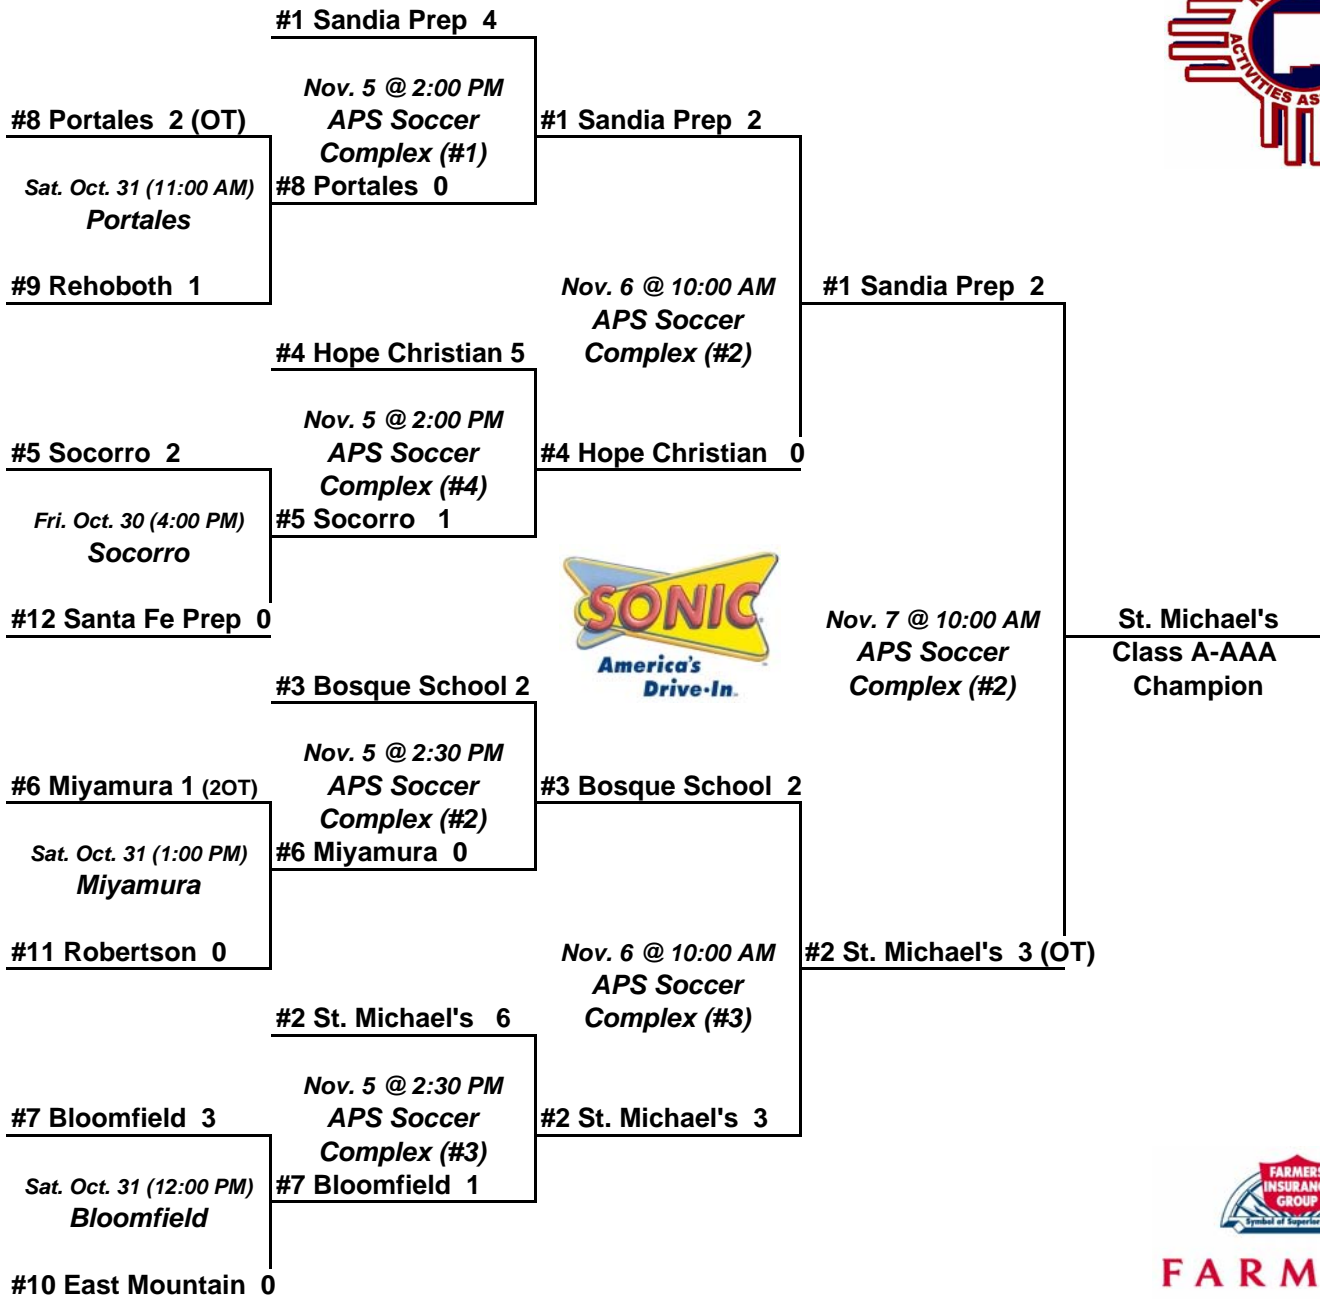 #1 Sandia Prep 4
Nov. 5 @ 2:00 PM
APS Soccer
Complex (#1)
#8 Portales 2 (OT)
#1 Sandia Prep 2
Sat. Oct. 31 (11:00 AM)
Portales
#8 Portales 0
#9 Rehoboth 1
Nov. 6 @ 10:00 AM
APS Soccer
Complex (#2)
#1 Sandia Prep 2
#4 Hope Christian 5
Nov. 5 @ 2:00 PM
APS Soccer
Complex (#4)
#5 Socorro 2
#4 Hope Christian 0
Fri. Oct. 30 (4:00 PM)
Socorro
#5 Socorro 1
#12 Santa Fe Prep 0
SONIC
America's
Drive-In
Nov. 7 @ 10:00 AM
APS Soccer
Complex (#2)
St. Michael's
Class A-AAA
Champion
#3 Bosque School 2
Nov. 5 @ 2:30 PM
APS Soccer
Complex (#2)
#6 Miyamura 1 (2OT)
#3 Bosque School 2
Sat. Oct. 31 (1:00 PM)
Miyamura
#6 Miyamura 0
#11 Robertson 0
Nov. 6 @ 10:00 AM
APS Soccer
Complex (#3)
#2 St. Michael's 3 (OT)
#2 St. Michael's 6
Nov. 5 @ 2:30 PM
APS Soccer
Complex (#3)
#7 Bloomfield 3
#2 St. Michael's 3
Sat. Oct. 31 (12:00 PM)
Bloomfield
#7 Bloomfield 1
#10 East Mountain 0
ACTIVITIES AS
FARMERS
INSURANC
GROUP
Symbol of Superior
FARM